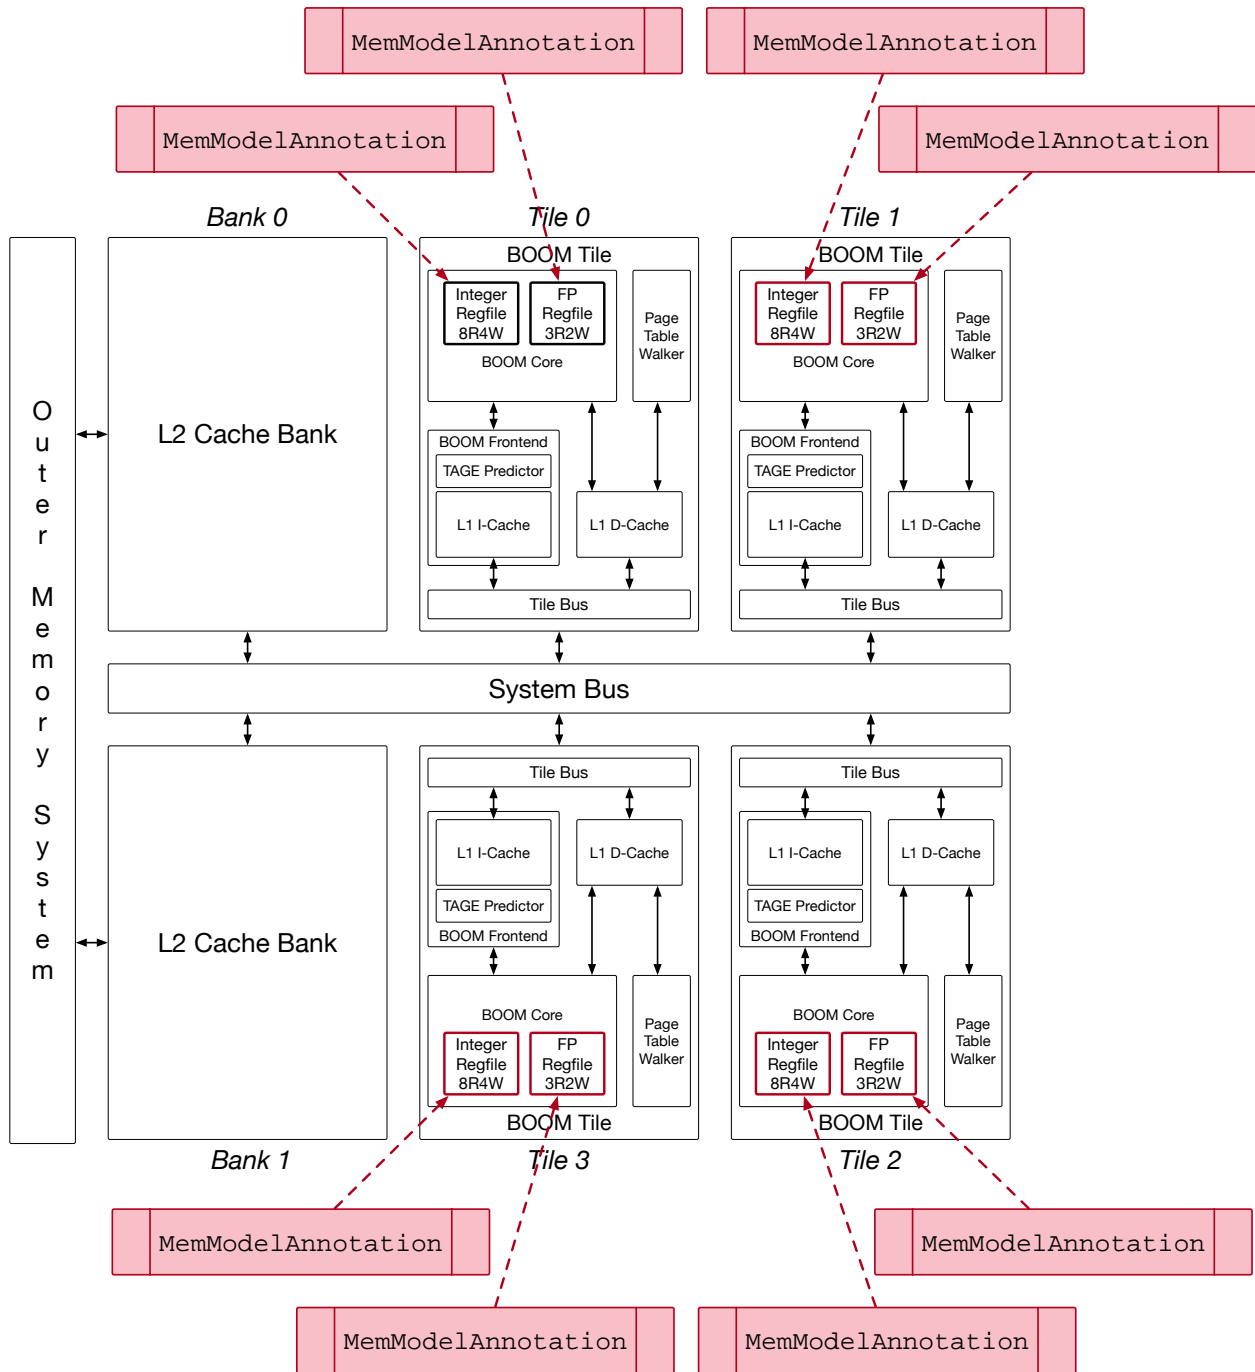 MemModelAnnotation
MemModelAnnotation
MemModelAnnotation
MemModelAnnotation
Bank 0
Tile 0
Tile 1
Outer Memory System
L2 Cache Bank
BOOM Tile
Integer
Regfile
8R4W
FP
Regfile
3R2W
BOOM Core
Page
Table
Walker
BOOM Frontend
TAGE Predictor
L1 I-Cache
L1 D-Cache
Tile Bus
BOOM Tile
Integer
Regfile
8R4W
FP
Regfile
3R2W
BOOM Core
Page
Table
Walker
BOOM Frontend
TAGE Predictor
L1 I-Cache
L1 D-Cache
Tile Bus
System Bus
L2 Cache Bank
Tile Bus
L1 I-Cache
L1 D-Cache
TAGE Predictor
BOOM Frontend
BOOM Core
Integer
Regfile
8R4W
FP
Regfile
3R2W
Page
Table
Walker
BOOM Tile
Tile Bus
L1 I-Cache
L1 D-Cache
TAGE Predictor
BOOM Frontend
BOOM Core
Integer
Regfile
8R4W
FP
Regfile
3R2W
Page
Table
Walker
BOOM Tile
Bank 1
Tile 3
Tile 2
MemModelAnnotation
MemModelAnnotation
MemModelAnnotation
MemModelAnnotation